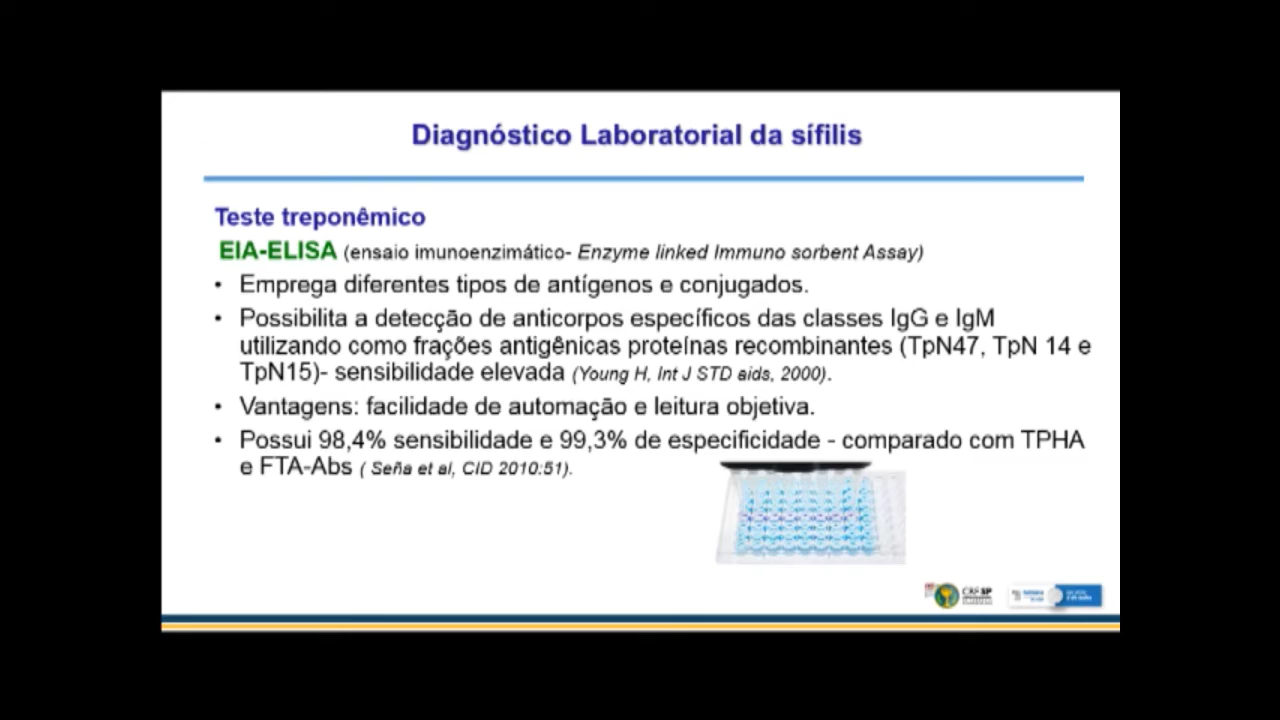 Diagnóstico Laboratorial da sífilis
Teste treponêmico
EIA-ELISA (ensaio imunoenzimático- Enzyme linked Immuno sorbent Assay)
• Emprega diferentes tipos de antígenos e conjugados.
• Possibilita a detecção de anticorpos específicos das classes IgG e IgM
utilizando como frações antigênicas proteínas recombinantes (TpN47, TpN 14 e
TpN15)- sensibilidade elevada (Young H, Int J STD aids, 2000).
• Vantagens: facilidade de automação e leitura objetiva.
• Possui 98,4% sensibilidade e 99,3% de especificidade - comparado com TPHA
e FTA-Abs ( Seña et al, CID 2010:51).
CRF SP